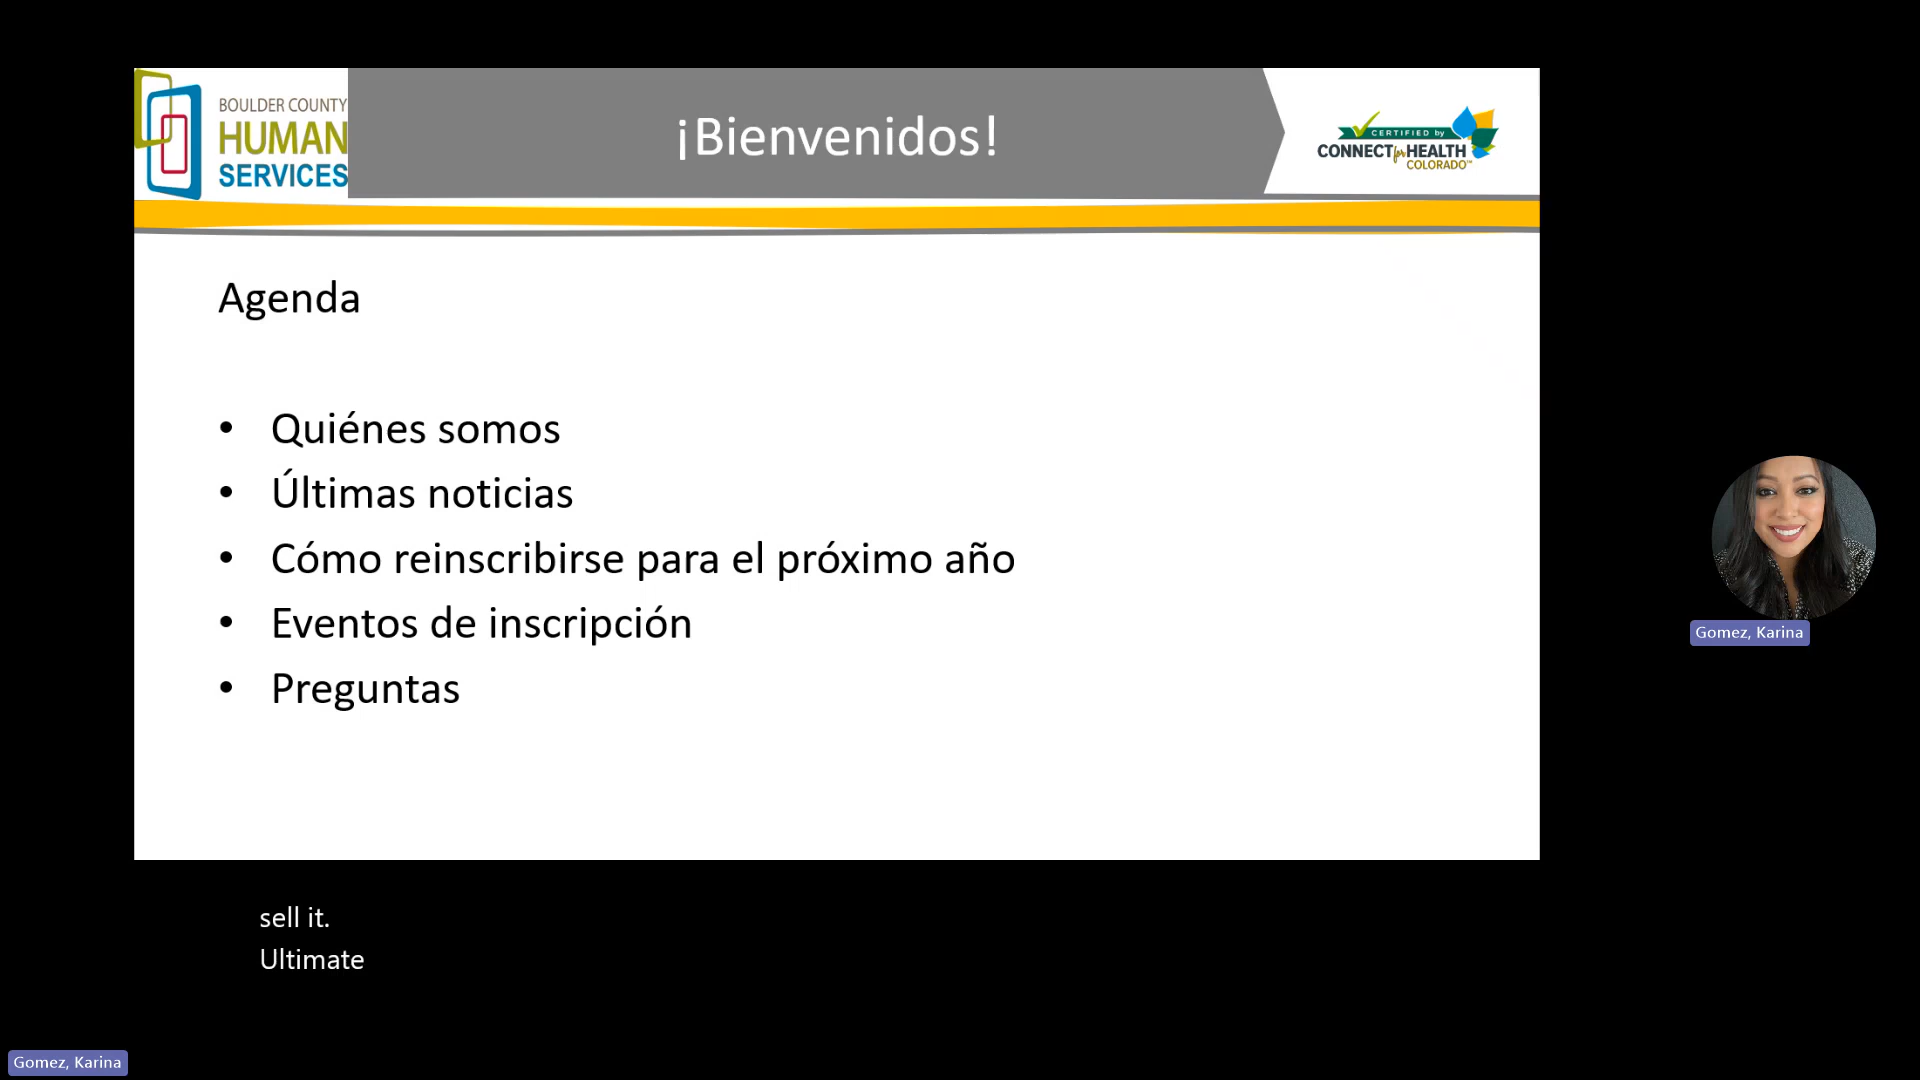 BOULDER COUNTY
HUMAN
SERVICES
¡Bienvenidos!
CERTIFIED by
CONNECT for HEALTH
COLORADO™
Agenda
• Quiénes somos
• Últimas noticias
• Cómo reinscribirse para el próximo año
• Eventos de inscripción
• Preguntas
Gomez, Karina
sell it.
Ultimate
Gomez, Karina